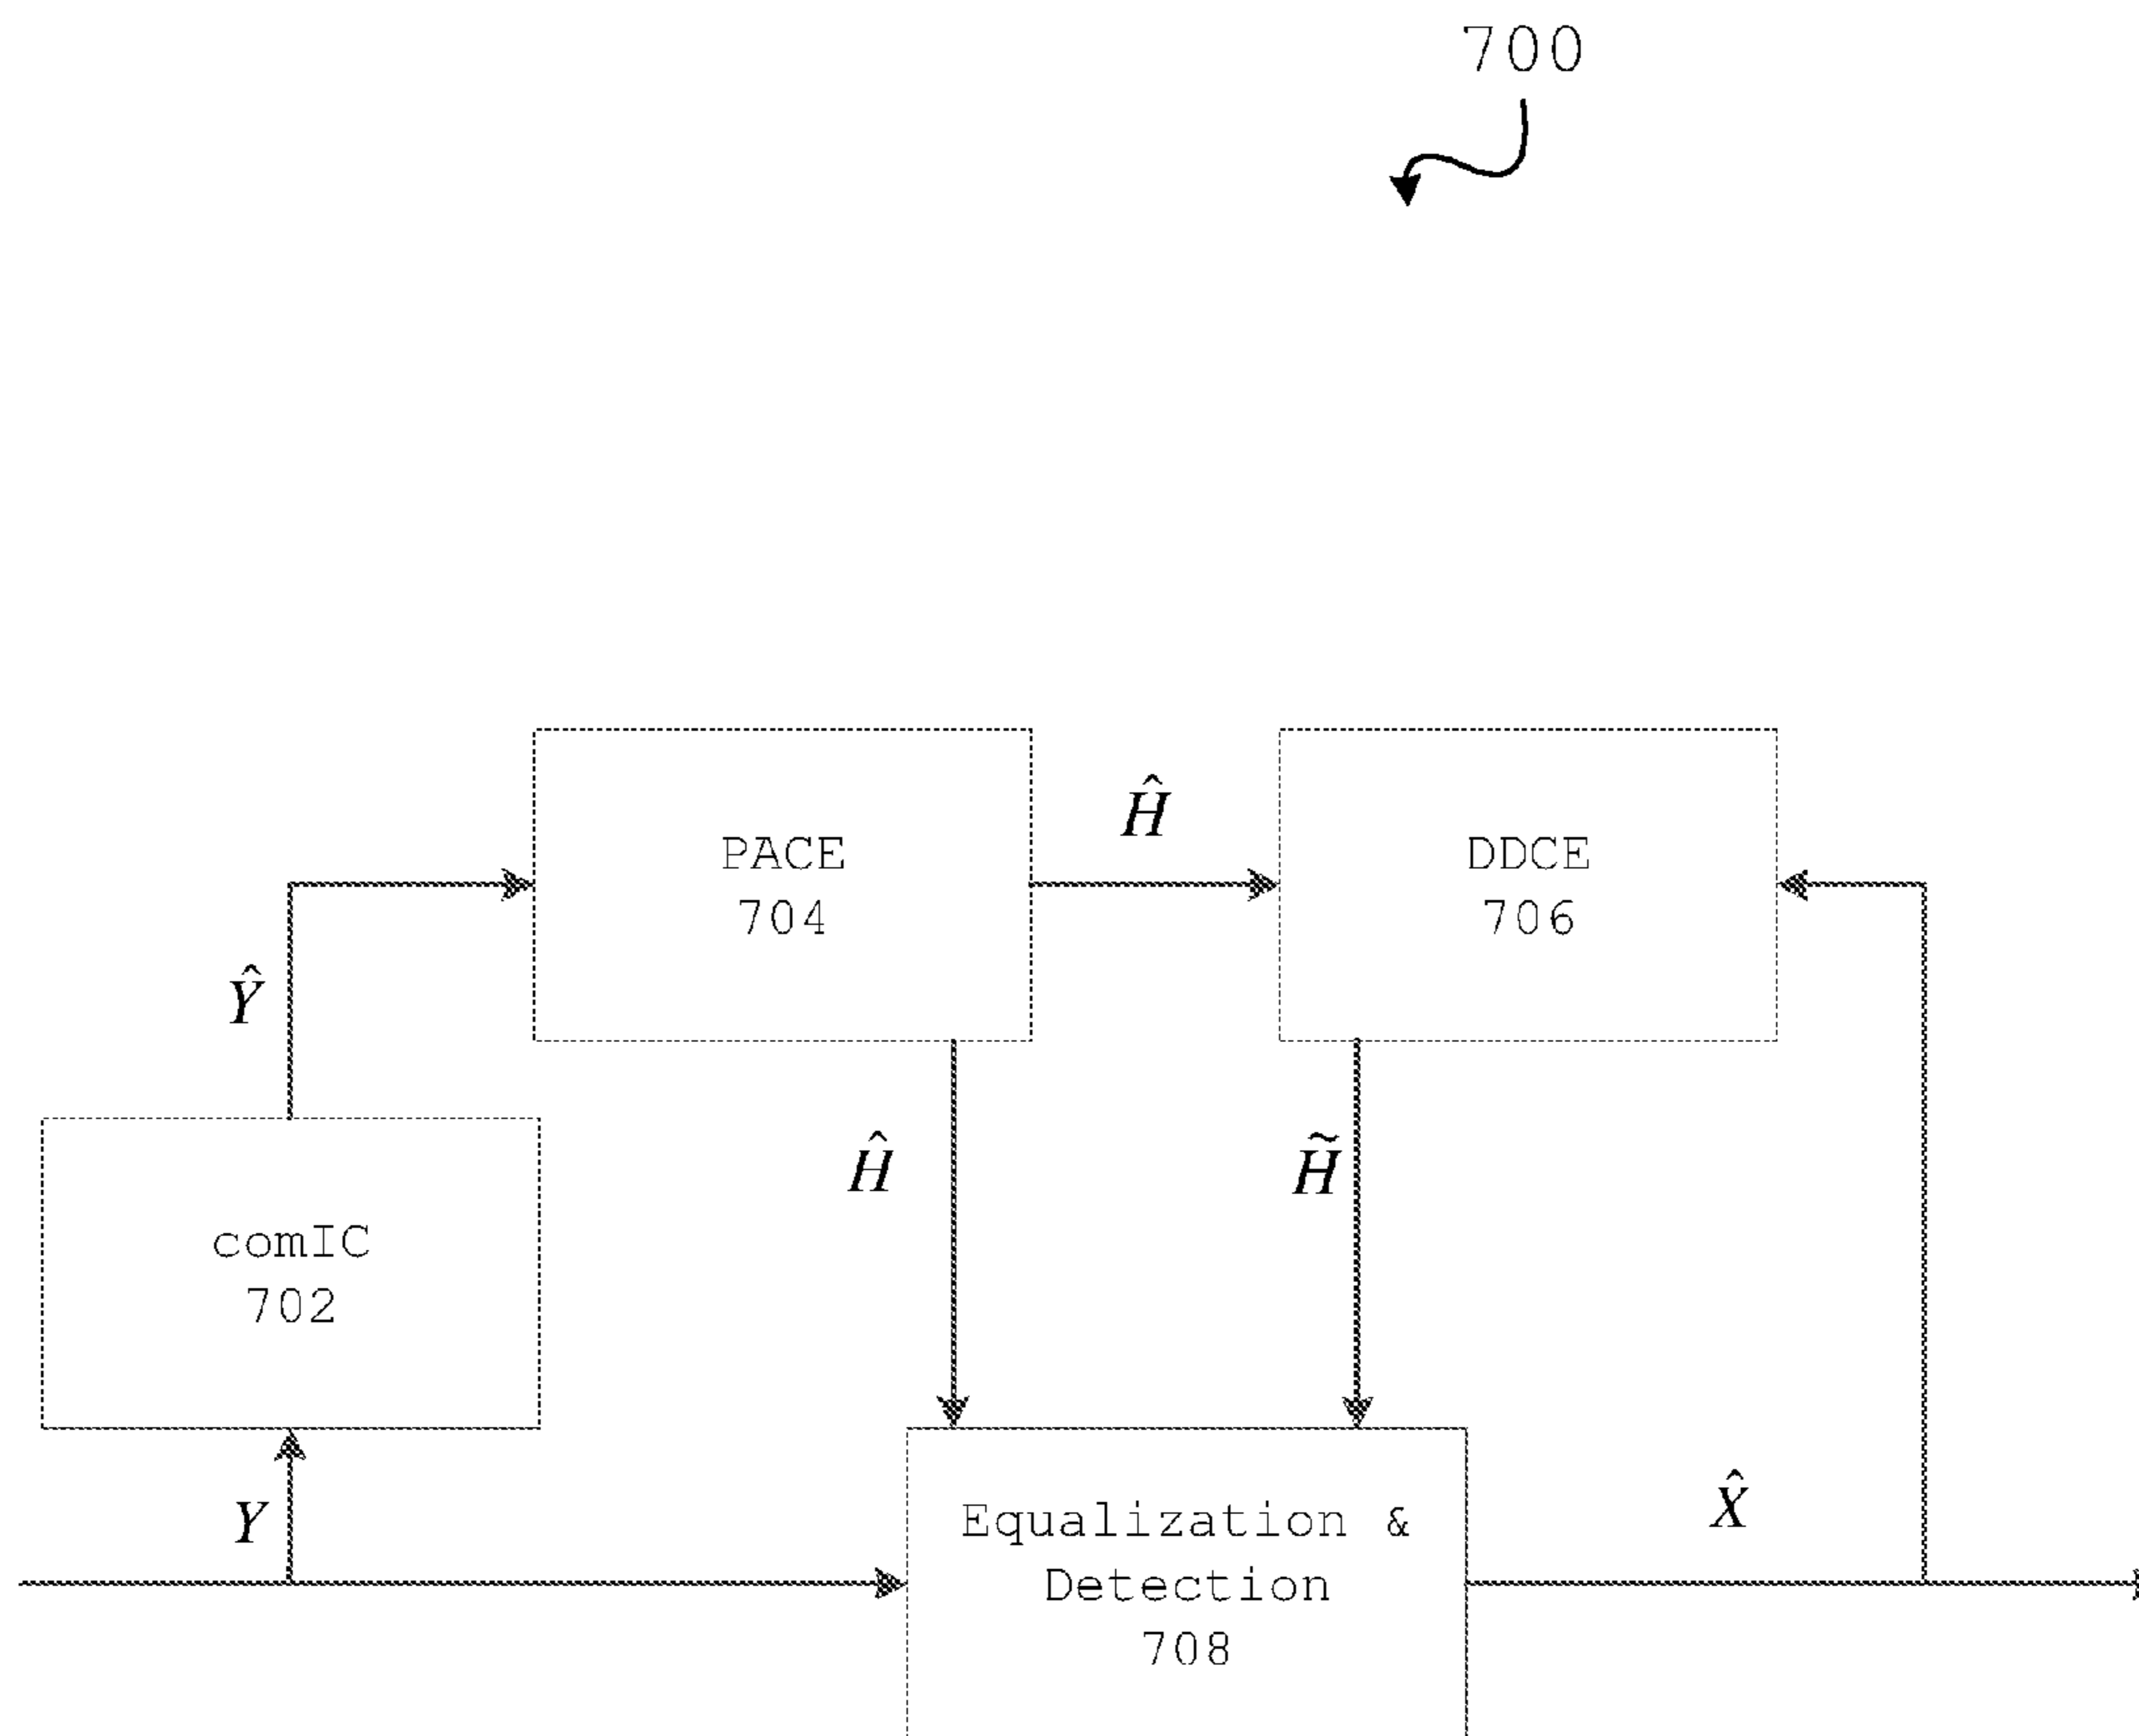 700
PACE
704
Ĥ
DDCE
706
Ŷ
Ĥ
H̃
comIC
702
Y
Equalization &
Detection
708
X̂